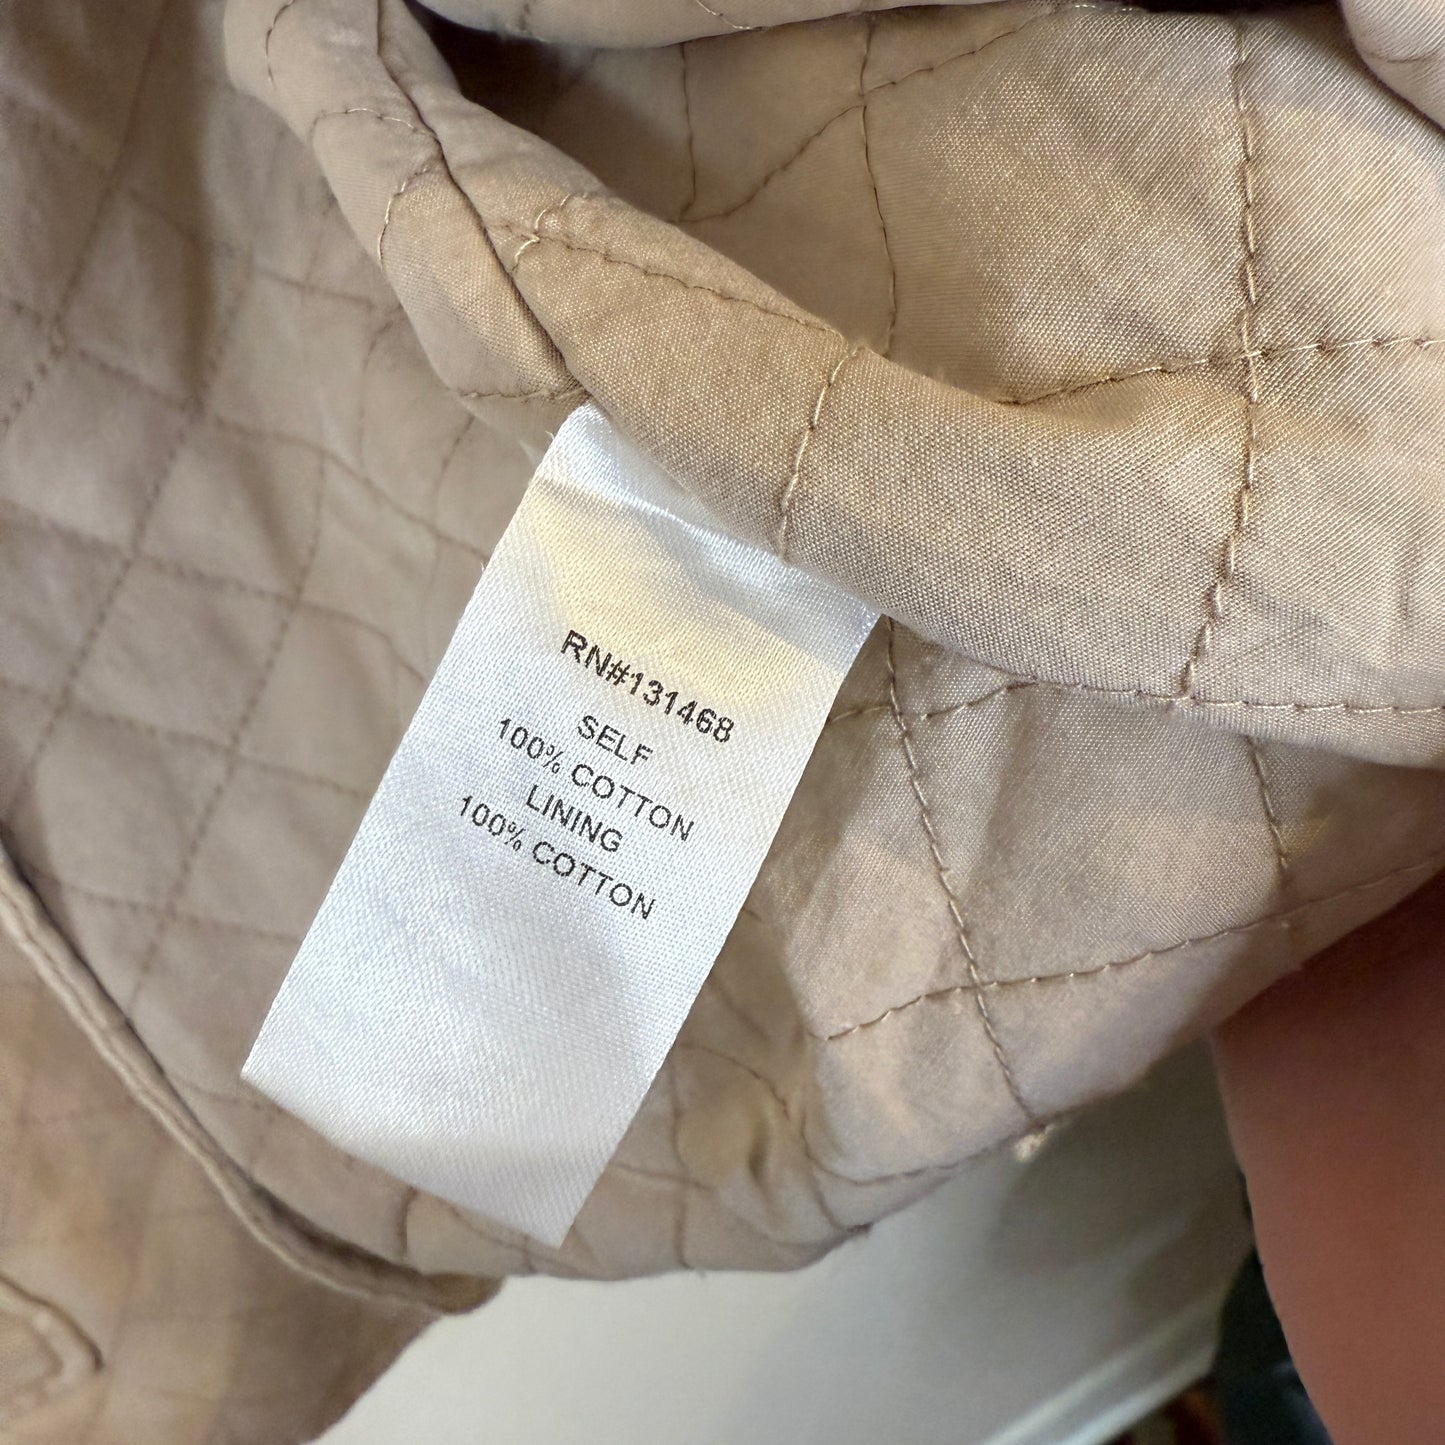 RN#131468
SELF
100% COTTON
LINING
100% COTTON